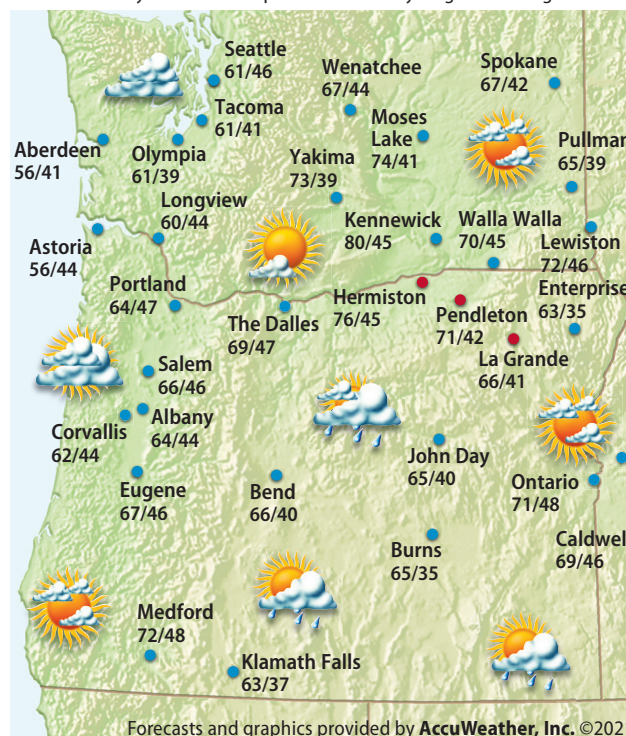 Seattle
61/46
Wenatchee
67/44
Spokane
67/42
Tacoma
61/41
Moses
Lake
74/41
Aberdeen
56/41
Olympia
61/39
Yakima
73/39
Pullman
65/39
Longview
60/44
Kennewick
80/45
Walla Walla
70/45
Lewiston
72/46
Astoria
56/44
Portland
64/47
The Dalles
69/47
Hermiston
76/45
Pendleton
71/42
Enterprise
63/35
La Grande
66/41
Salem
66/46
Albany
64/44
Corvallis
62/44
John Day
65/40
Eugene
67/46
Bend
66/40
Ontario
71/48
Burns
65/35
Caldwel
69/46
Medford
72/48
Klamath Falls
63/37
Forecasts and graphics provided by AccuWeather, Inc. ©202